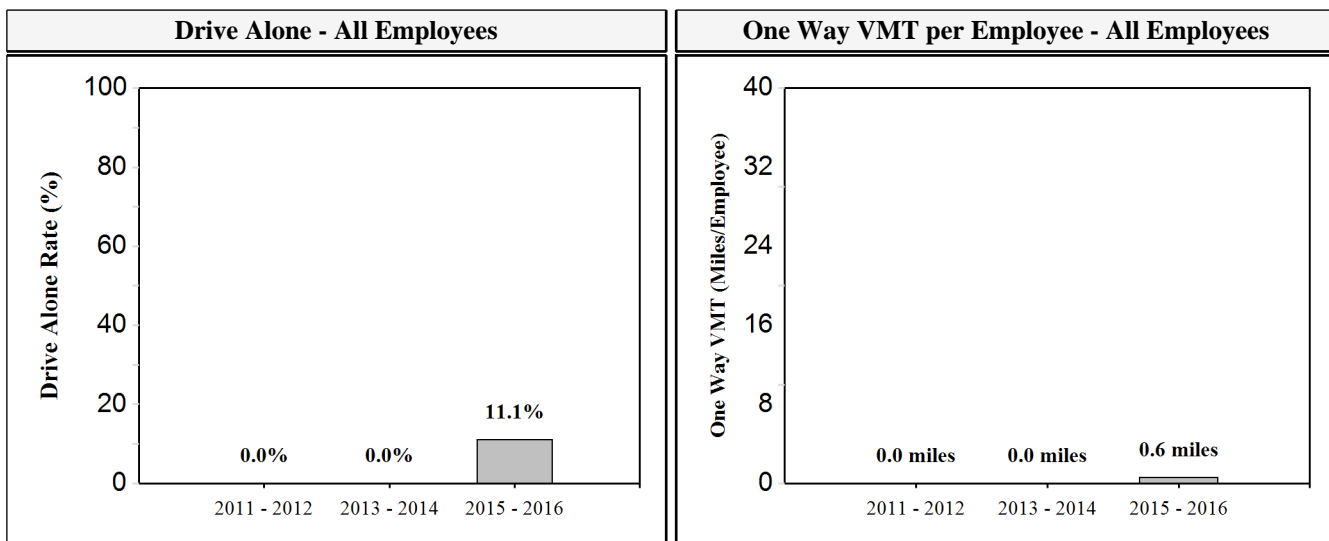 Drive Alone - All Employees
Drive Alone Rate (%)
100
80
60
40
20
0
0.0%
0.0%
11.1%
2011 - 2012
2013 - 2014
2015 - 2016
One Way VMT per Employee - All Employees
One Way VMT (Miles/Employee)
40
32
24
16
8
0
0.0 miles
0.0 miles
0.6 miles
2011 - 2012
2013 - 2014
2015 - 2016